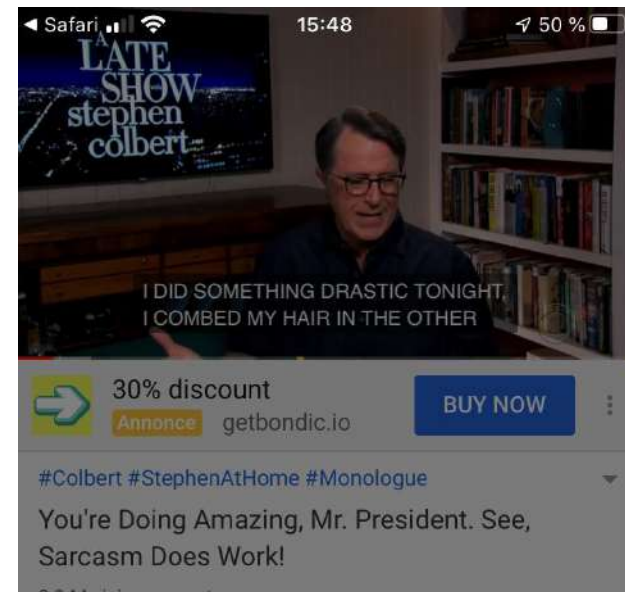 ◄ Safari
15:48
50 %
A
LATE
SHOW
stephen
colbert
I DID SOMETHING DRASTIC TONIGHT,
I COMBED MY HAIR IN THE OTHER
30% discount
BUY NOW
Annonce getbondic.io
#Colbert #StephenAtHome #Monologue
You're Doing Amazing, Mr. President. See,
Sarcasm Does Work!